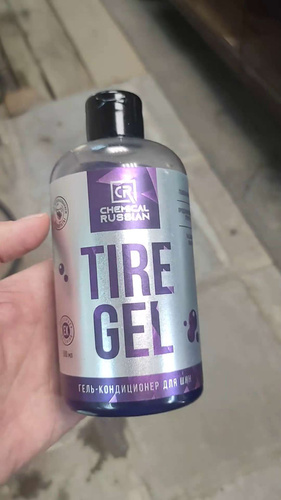 CR
CHEMICAL
RUSSIAN
TIRE
GEL
ГЕЛЬ-КОНДИЦИОНЕР ДЛЯ ШИН